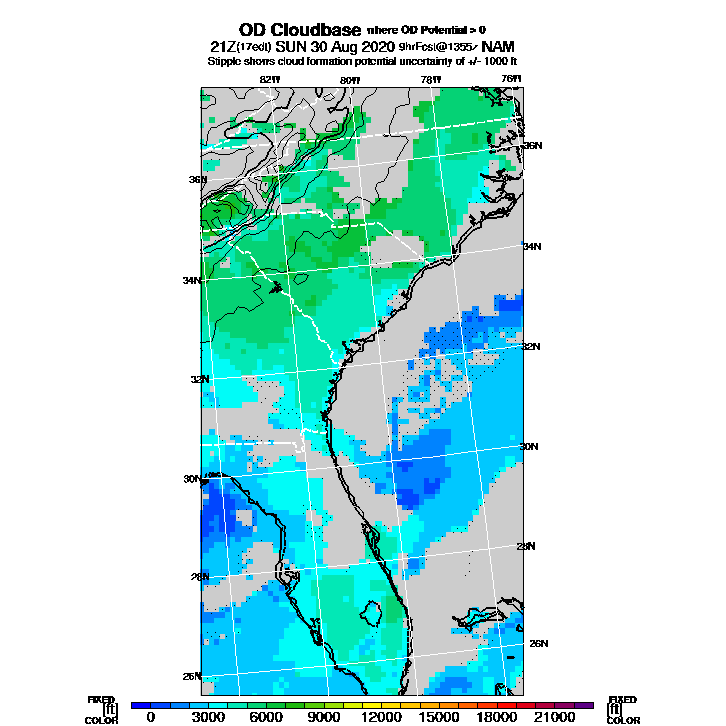 OD Cloudbase where OD Potential > 0
21Z(17edt) SUN 30 Aug 2020 9hrFcst@1355z NAM
Stipple shows cloud formation potential uncertainty of +/- 1000 ft
82W 80W 78W 76W
36N 36N
34N 34N
32N 32N
30N 30N
28N 28N
26N 26N
FIXED FIXED
[ft] [ft]
COLOR COLOR
0 3000 6000 9000 12000 15000 18000 21000